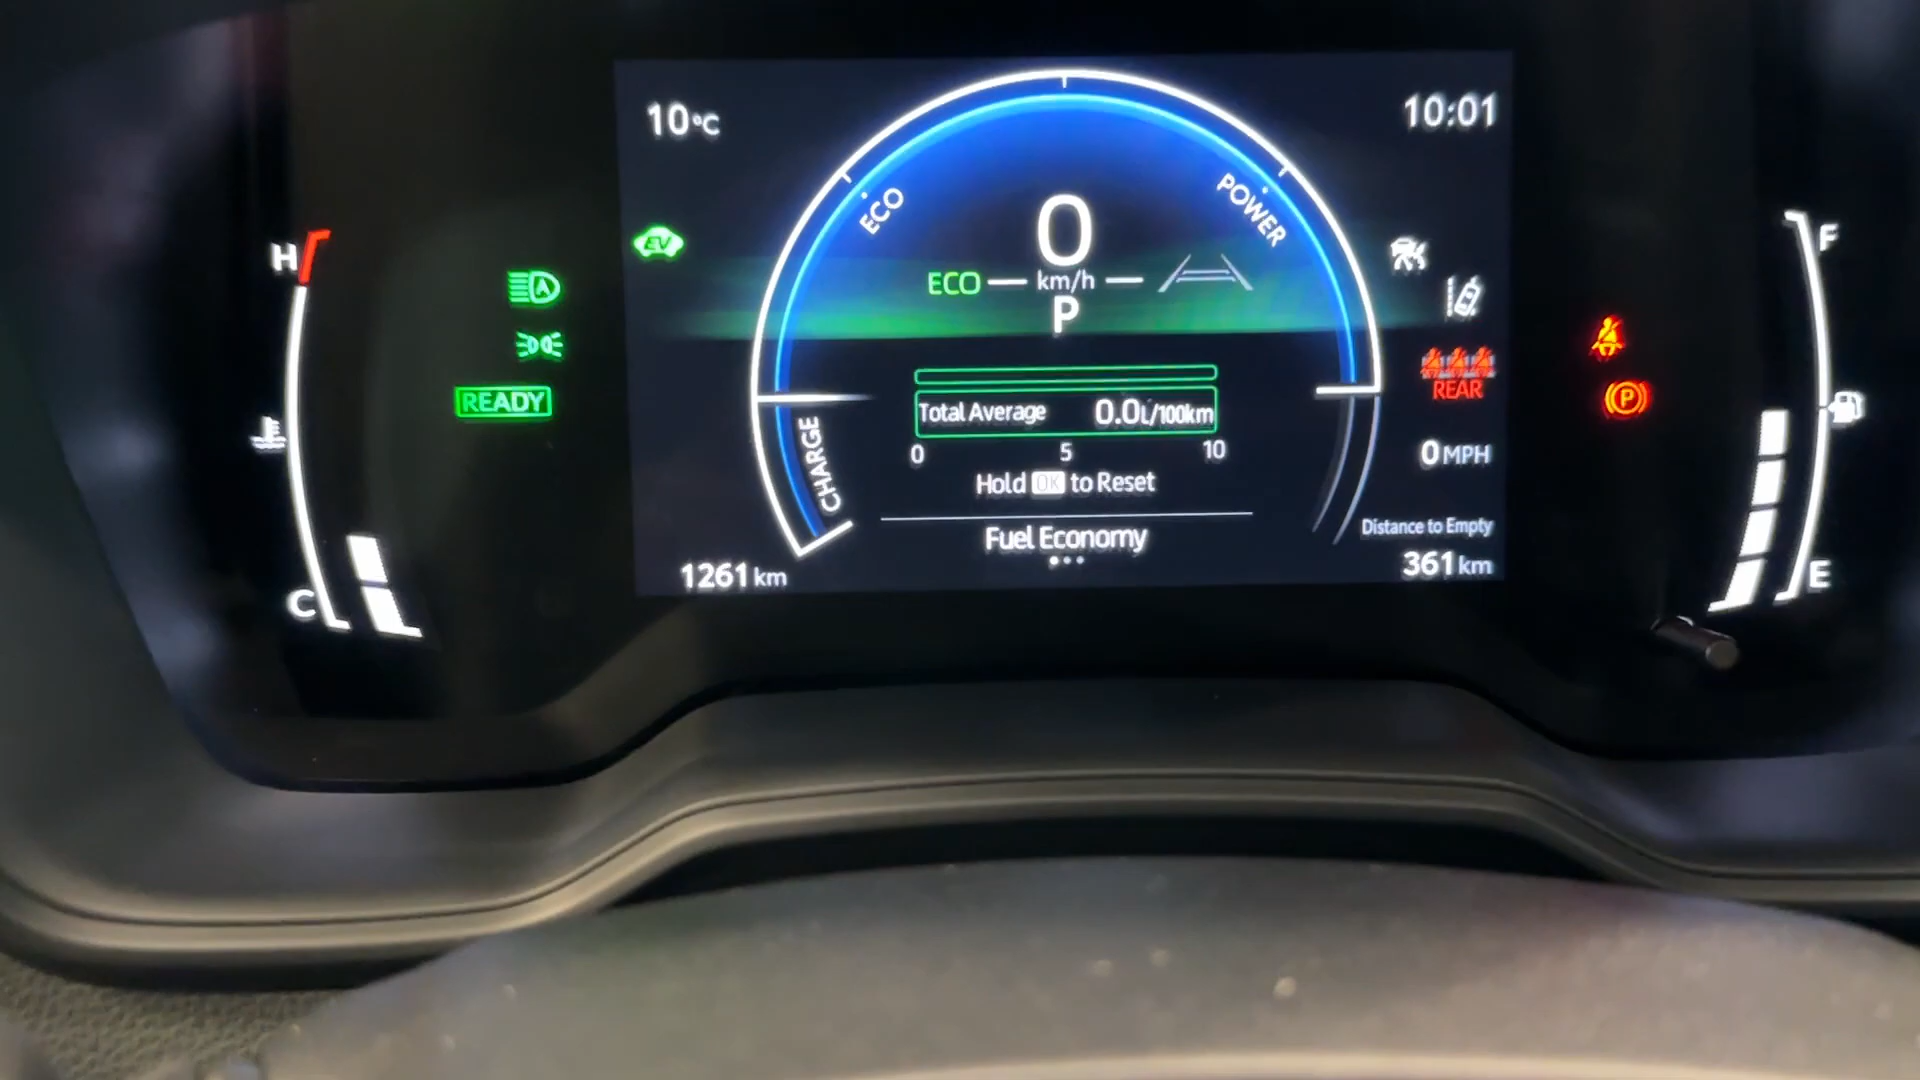 10°C
10:01
ECO
POWER
0
EV
H
F
A
ECO km/h
P
READY
REAR
P
Total Average 0.0L/100km
0 5 10
CHARGE
0 MPH
Hold OK to Reset
Distance to Empty
Fuel Economy
1261 km
361 km
C
E